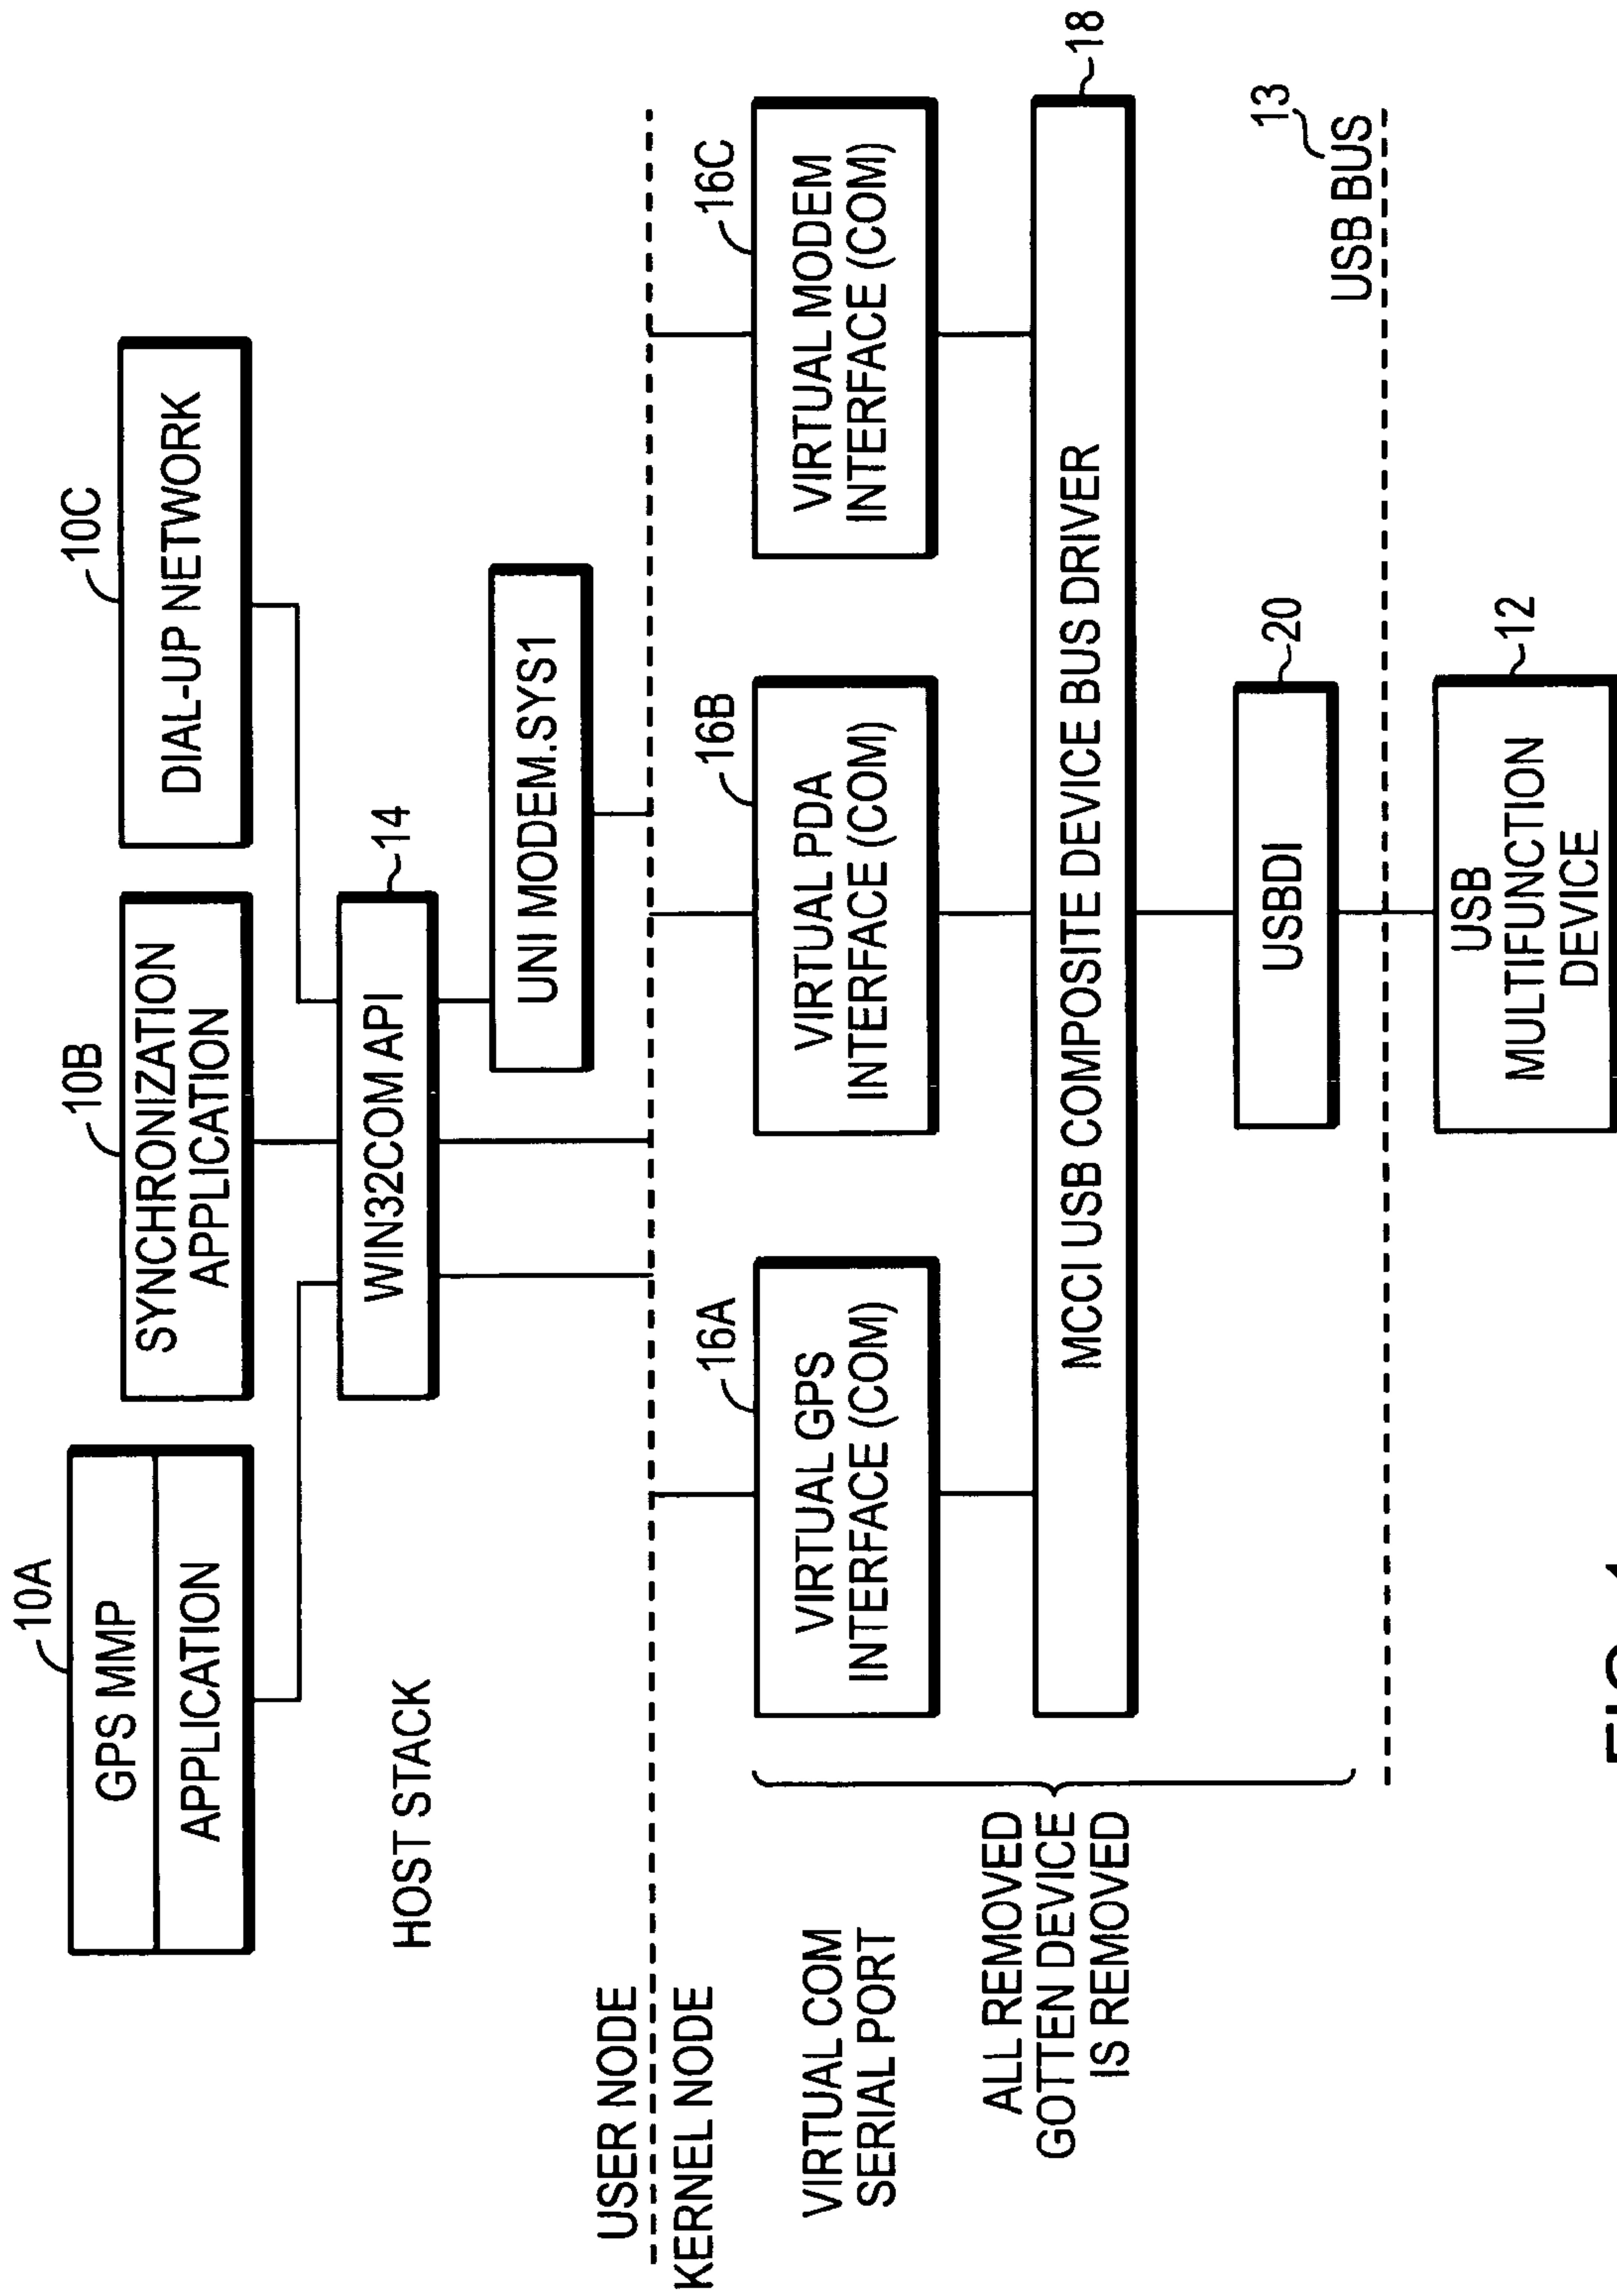 10A
GPS MMP
APPLICATION
10B
SYNCHRONIZATION
APPLICATION
10C
DIAL-UP NETWORK
HOST STACK
WIN32COM API
14
UNI MODEM.SYS1
USER NODE
KERNEL NODE
VIRTUAL COM
SERIAL PORT
16A
VIRTUAL GPS
INTERFACE (COM)
16B
VIRTUAL PDA
INTERFACE (COM)
16C
VIRTUAL MODEM
INTERFACE (COM)
ALL REMOVED
GOTTEN DEVICE
IS REMOVED
MCCI USB COMPOSITE DEVICE BUS DRIVER
18
USBDI
20
13
USB BUS
USB
MULTIFUNCTION
DEVICE
12